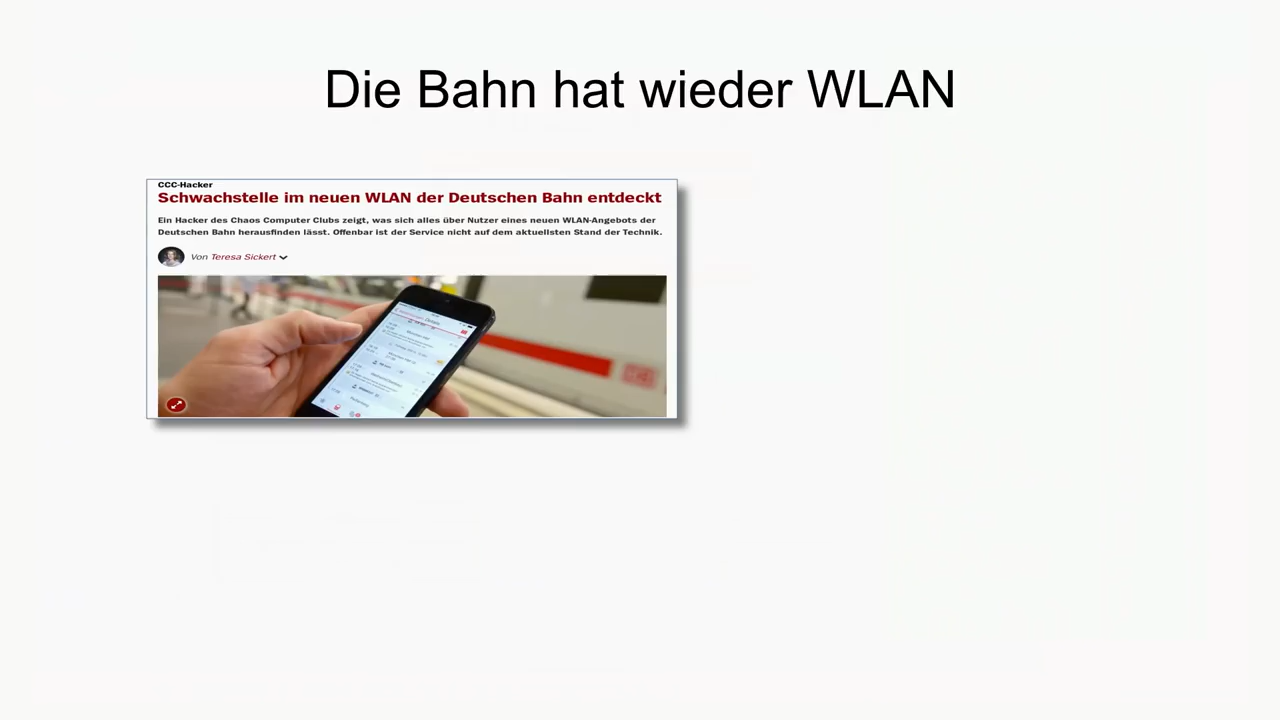 Die Bahn hat wieder WLAN
CCC-Hacker
Schwachstelle im neuen WLAN der Deutschen Bahn entdeckt
Ein Hacker des Chaos Computer Clubs zeigt, was sich alles über Nutzer eines neuen WLAN-Angebots der
Deutschen Bahn herausfinden lässt. Offenbar ist der Service nicht auf dem aktuellsten Stand der Technik.
Von Teresa Sickert
DB